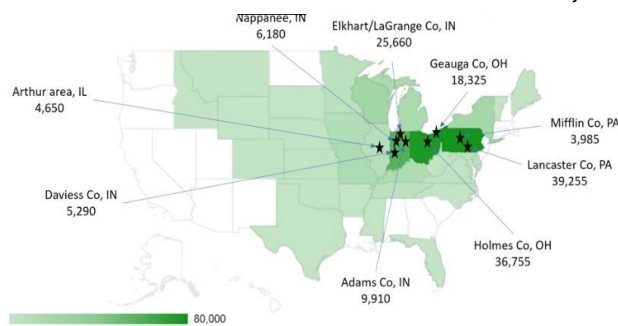 Nappanee, IN
6,180
Elkhart/LaGrange Co, IN
25,660
Geauga Co, OH
18,325
Arthur area, IL
4,650
Mifflin Co, PA
3,985
Lancaster Co, PA
39,255
Daviess Co, IN
5,290
Holmes Co, OH
36,755
Adams Co, IN
9,910
80,000